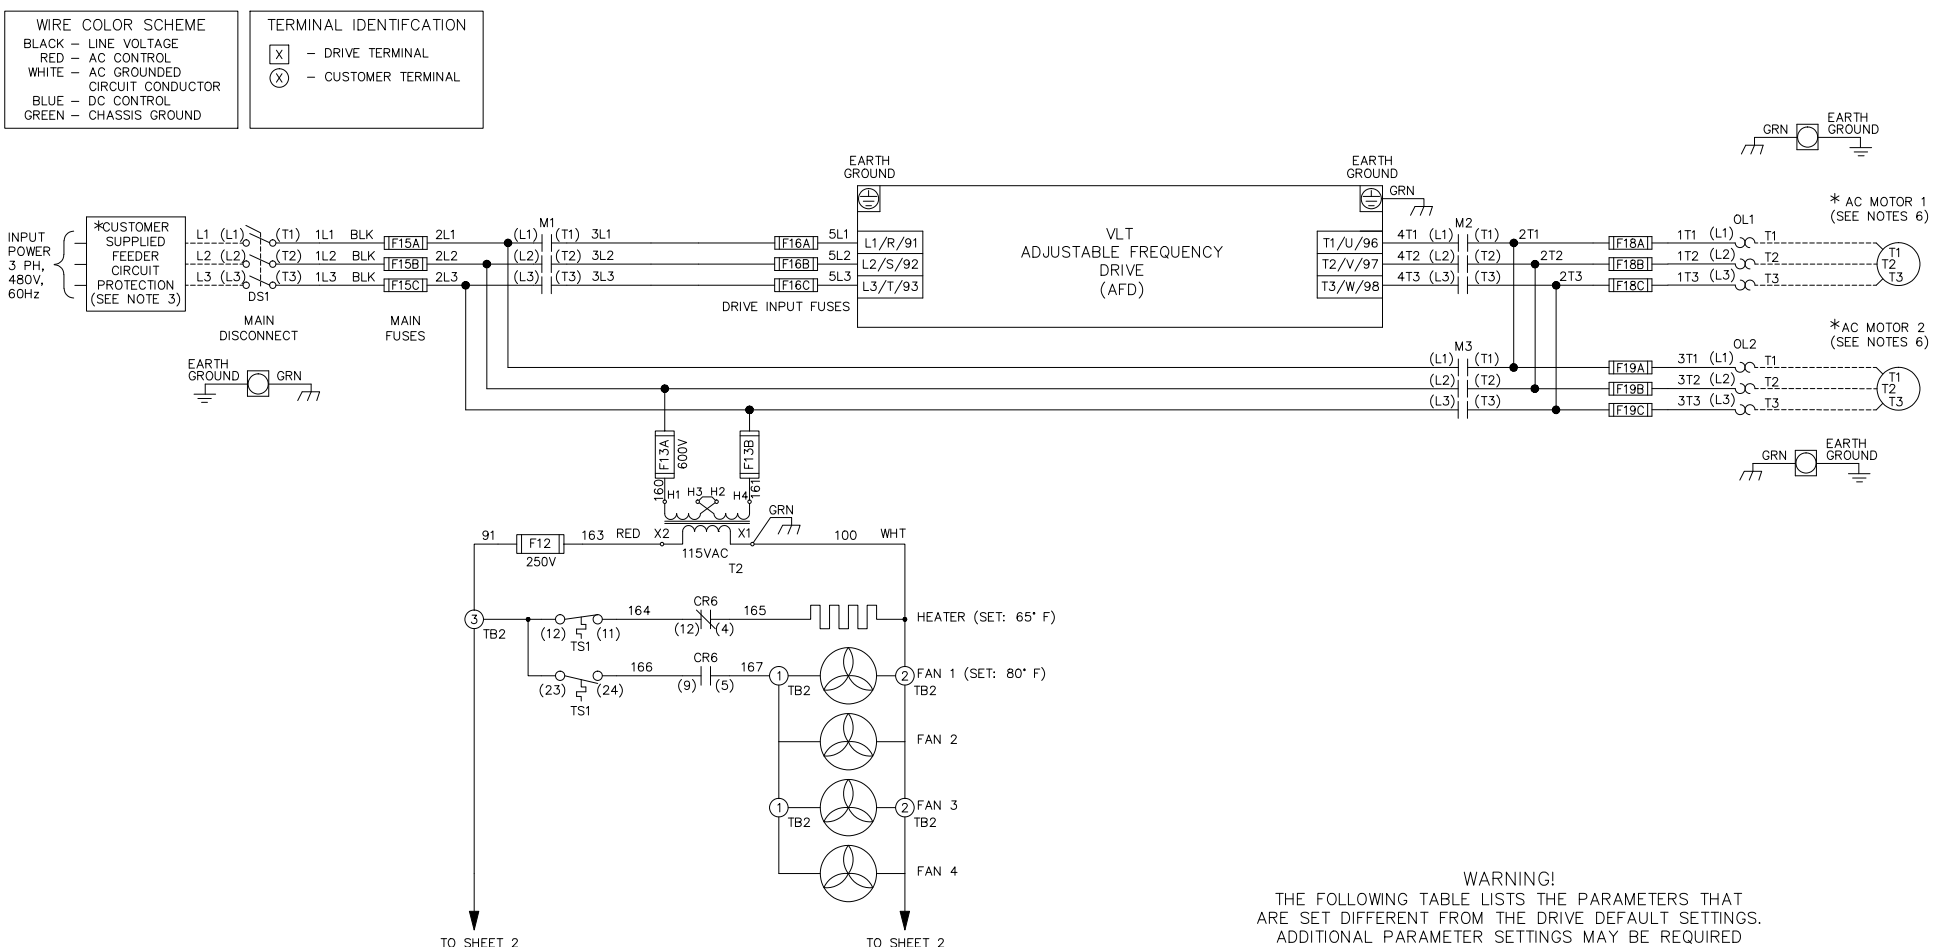 WIRE COLOR SCHEME
BLACK – LINE VOLTAGE
RED – AC CONTROL
WHITE – AC GROUNDED
CIRCUIT CONDUCTOR
BLUE – DC CONTROL
GREEN – CHASSIS GROUND
TERMINAL IDENTIFCATION
X – DRIVE TERMINAL
X – CUSTOMER TERMINAL
INPUT
POWER
3 PH,
480V,
60Hz
*CUSTOMER
SUPPLIED
FEEDER
CIRCUIT
PROTECTION
(SEE NOTE 3)
L1 (L1) (T1) 1L1 BLK F15A 2L1 (L1) M1 (T1) 3L1 F16A 5L1 L1/R/91
L2 (L2) (T2) 1L2 BLK F15B 2L2 (L2) (T2) 3L2 F16B 5L2 L2/S/92
L3 (L3) (T3) 1L3 BLK F15C 2L3 (L3) (T3) 3L3 F16C 5L3 L3/T/93
DS1
MAIN
DISCONNECT
MAIN
FUSES
DRIVE INPUT FUSES
EARTH
GROUND
GRN
EARTH
GROUND
VLT
ADJUSTABLE FREQUENCY
DRIVE
(AFD)
EARTH
GROUND
GRN
T1/U/96 4T1 (L1) M2 (T1) 2T1 F18A 1T1 (L1) OL1 T1
T2/V/97 4T2 (L2) (T2) 2T2 F18B 1T2 (L2) T2
T3/W/98 4T3 (L3) (T3) 2T3 F18C 1T3 (L3) T3
GRN
EARTH
GROUND
* AC MOTOR 1
(SEE NOTES 6)
T1
T2
T3
*AC MOTOR 2
(SEE NOTES 6)
(L1) M3 (T1) F19A 3T1 (L1) OL2 T1
(L2) (T2) F19B 3T2 (L2) T2
(L3) (T3) F19C 3T3 (L3) T3
T1
T2
T3
GRN
EARTH
GROUND
F13A
600V
F13B
160
161
H1 H3 H2 H4
GRN
91 F12 163 RED X2 X1 100 WHT
250V
115VAC
T2
3
TB2
(12) (11)
TS1
164
CR6
(12) (4)
165
HEATER (SET: 65° F)
(23) (24)
TS1
166
CR6
(9) (5)
167
1
TB2
2
TB2
FAN 1 (SET: 80° F)
FAN 2
1
TB2
2
TB2
FAN 3
FAN 4
TO SHEET 2
TO SHEET 2
WARNING!
THE FOLLOWING TABLE LISTS THE PARAMETERS THAT
ARE SET DIFFERENT FROM THE DRIVE DEFAULT SETTINGS.
ADDITIONAL PARAMETER SETTINGS MAY BE REQUIRED